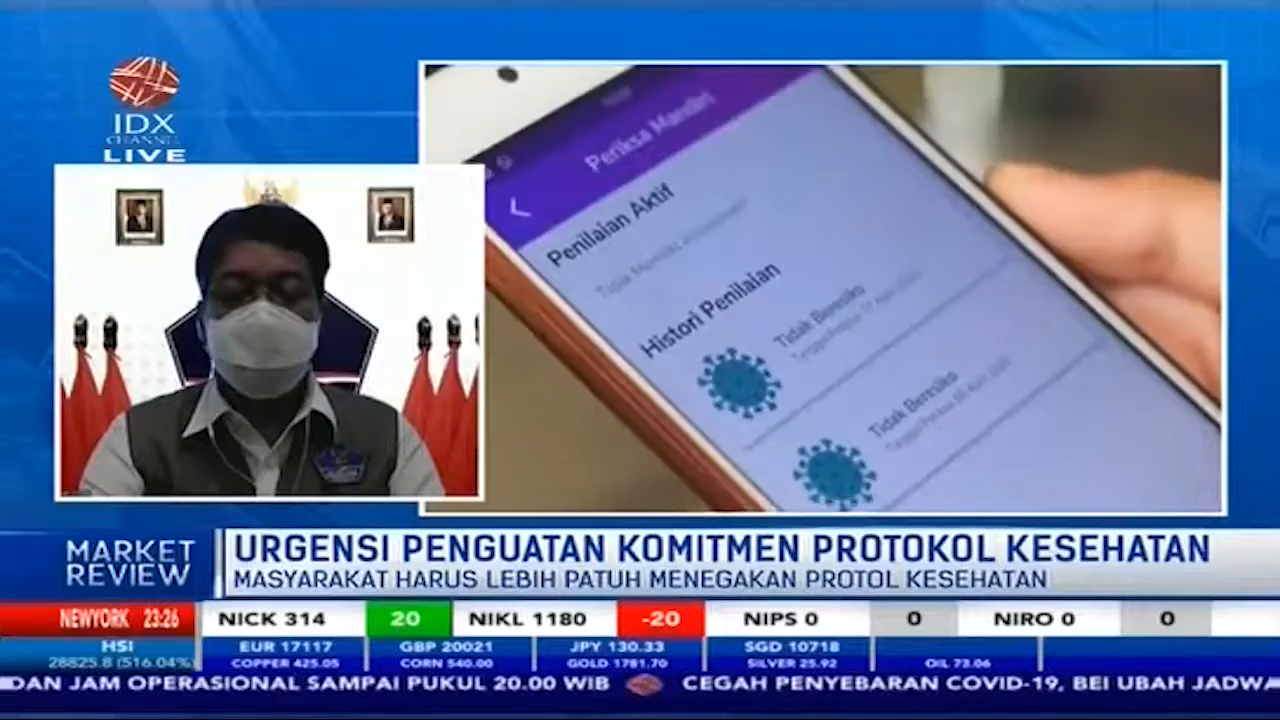 IDX
CHANNEL
LIVE
Periksa Mandiri
Penilaian Aktif
Tidak Memiliki
Histori Penilaian
Tidak Beresiko
Tidak Beresiko
MARKET
REVIEW
URGENSI PENGUATAN KOMITMEN PROTOKOL KESEHATAN
MASYARAKAT HARUS LEBIH PATUH MENEGAKAN PROTOL KESEHATAN
NEWYORK 23:26 NICK 314 20 NIKL 1180 -20 NIPS 0 0 NIRO 0 0
HSI EUR 17117 GBP 20021 JPY 130.33 SGD 10718
28825.8 (516.04%) COPPER 425.05 CORN 540.00 GOLD 1781.70 SILVER 25.92 OIL 73.06
DAN JAM OPERASIONAL SAMPAI PUKUL 20.00 WIB CEGAH PENYEBARAN COVID-19, BEI UBAH JADWA